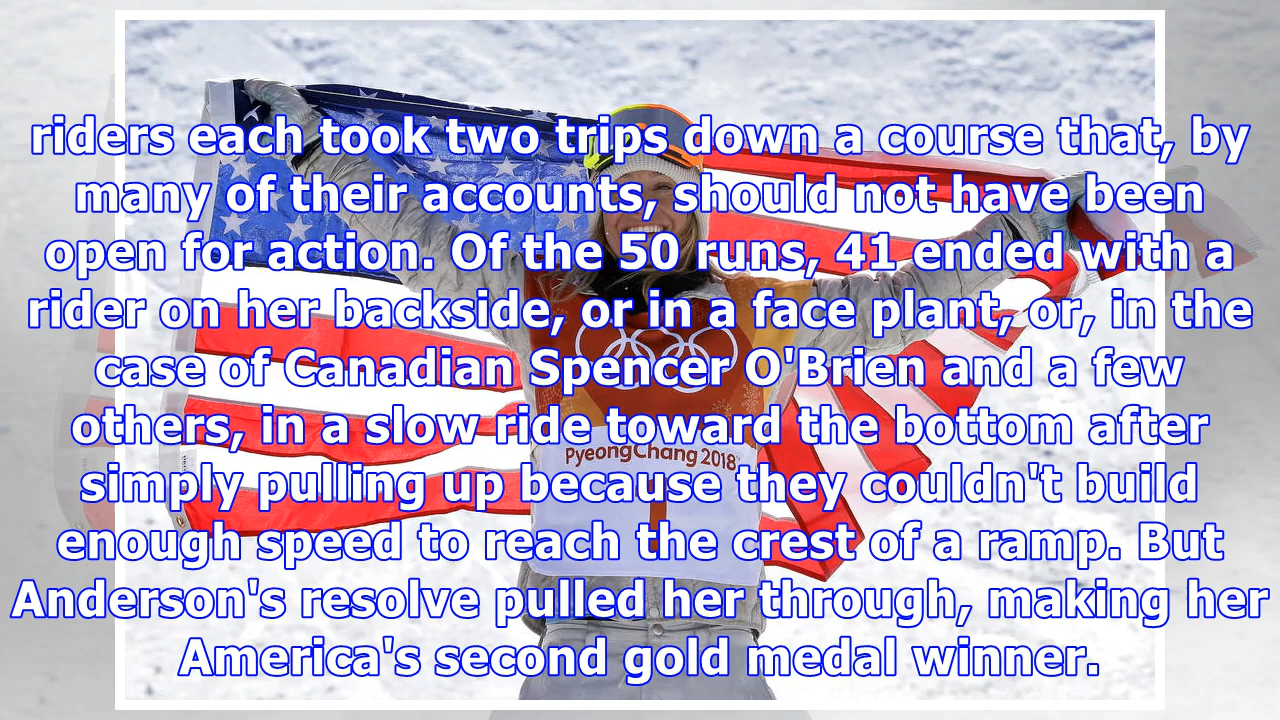 riders each took two trips down a course that, by
many of their accounts, should not have been
open for action. Of the 50 runs, 41 ended with a
rider on her backside, or in a face plant, or, in the
case of Canadian Spencer O'Brien and a few
others, in a slow ride toward the bottom after
simply pulling up because they couldn't build
enough speed to reach the crest of a ramp. But
Anderson's resolve pulled her through, making her
America's second gold medal winner.
PyeongChang 2018
1